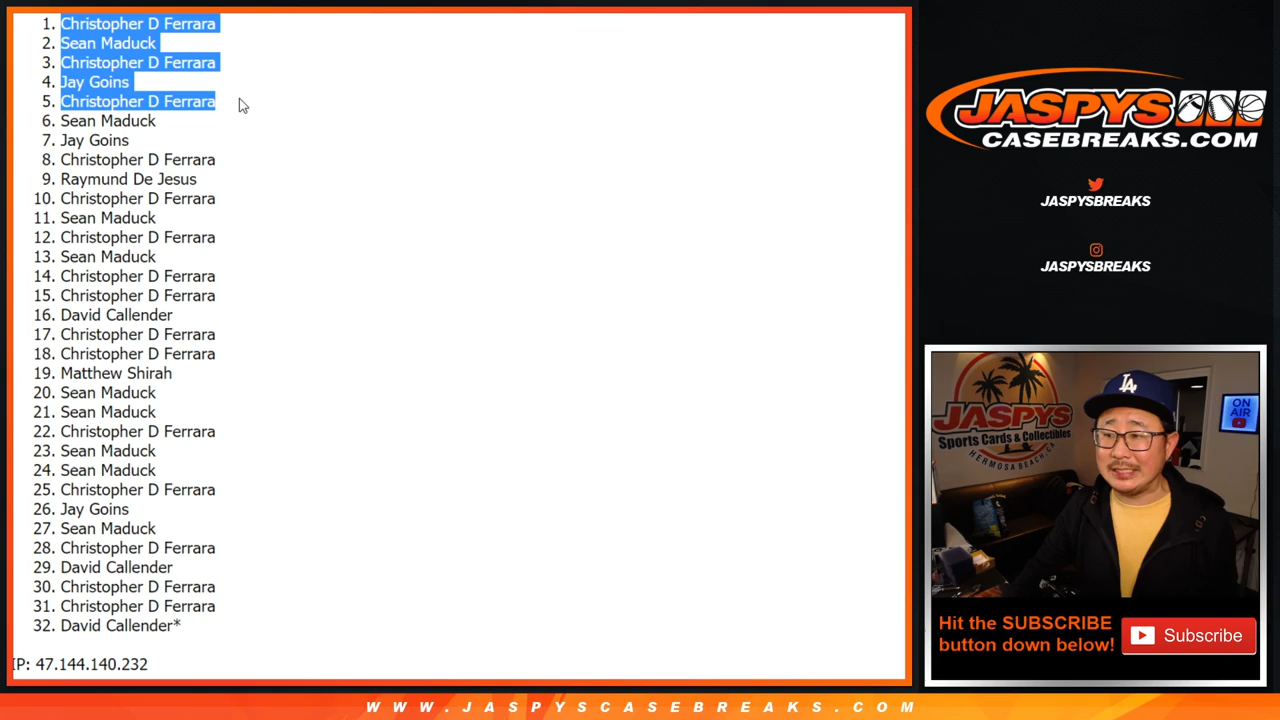 1. Christopher D Ferrara
2. Sean Maduck
3. Christopher D Ferrara
4. Jay Goins
5. Christopher D Ferrara
6. Sean Maduck
7. Jay Goins
8. Christopher D Ferrara
9. Raymund De Jesus
10. Christopher D Ferrara
11. Sean Maduck
12. Christopher D Ferrara
13. Sean Maduck
14. Christopher D Ferrara
15. Christopher D Ferrara
16. David Callender
17. Christopher D Ferrara
18. Christopher D Ferrara
19. Matthew Shirah
20. Sean Maduck
21. Sean Maduck
22. Christopher D Ferrara
23. Sean Maduck
24. Sean Maduck
25. Christopher D Ferrara
26. Jay Goins
27. Sean Maduck
28. Christopher D Ferrara
29. David Callender
30. Christopher D Ferrara
31. Christopher D Ferrara
32. David Callender*
IP: 47.144.140.232
JASPYS
CASEBREAKS.COM
JASPYSBREAKS
JASPYSBREAKS
JASPYS
Sports Cards & Collectibles
HERMOSA BEACH, CA
LA
ON
AIR
Hit the SUBSCRIBE
button down below!
Subscribe
WWW.JASPYSCASEBREAKS.COM